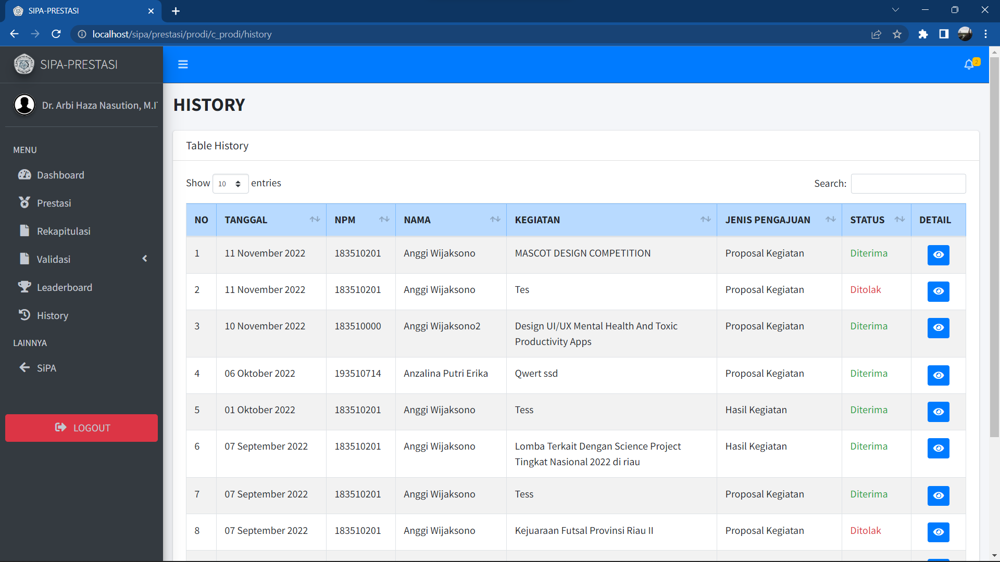 SIPA-PRESTASI
localhost/sipa/prestasi/prodi/c_prodi/history
SIPA-PRESTASI
2
Dr. Arbi Haza Nasution, M.I
MENU
Dashboard
Prestasi
Rekapitulasi
Validasi
Leaderboard
History
LAINNYA
SiPA
LOGOUT
HISTORY
Table History
Show 10 entries
Search:
NO TANGGAL NPM NAMA KEGIATAN JENIS PENGAJUAN STATUS DETAIL
1 11 November 2022 183510201 Anggi Wijaksono MASCOT DESIGN COMPETITION Proposal Kegiatan Diterima
2 11 November 2022 183510201 Anggi Wijaksono Tes Proposal Kegiatan Ditolak
3 10 November 2022 183510000 Anggi Wijaksono2 Design UI/UX Mental Health And Toxic Proposal Kegiatan Diterima
Productivity Apps
4 06 Oktober 2022 193510714 Anzalina Putri Erika Qwert ssd Proposal Kegiatan Diterima
5 01 Oktober 2022 183510201 Anggi Wijaksono Tess Hasil Kegiatan Diterima
6 07 September 2022 183510201 Anggi Wijaksono Lomba Terkait Dengan Science Project Hasil Kegiatan Diterima
Tingkat Nasional 2022 di riau
7 07 September 2022 183510201 Anggi Wijaksono Tess Proposal Kegiatan Diterima
8 07 September 2022 183510201 Anggi Wijaksono Kejuaraan Futsal Provinsi Riau II Proposal Kegiatan Ditolak